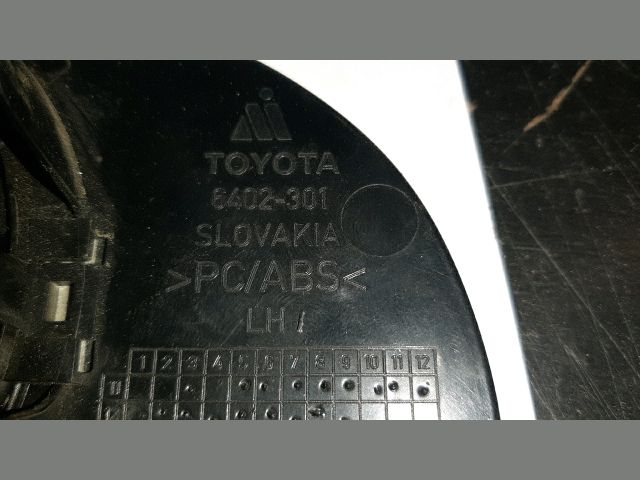 TOYOTA
6402-301
SLOVAKIA
>PC/ABS<
LH /
1 2 3 4 5 6 7 8 9 10 11 12
11